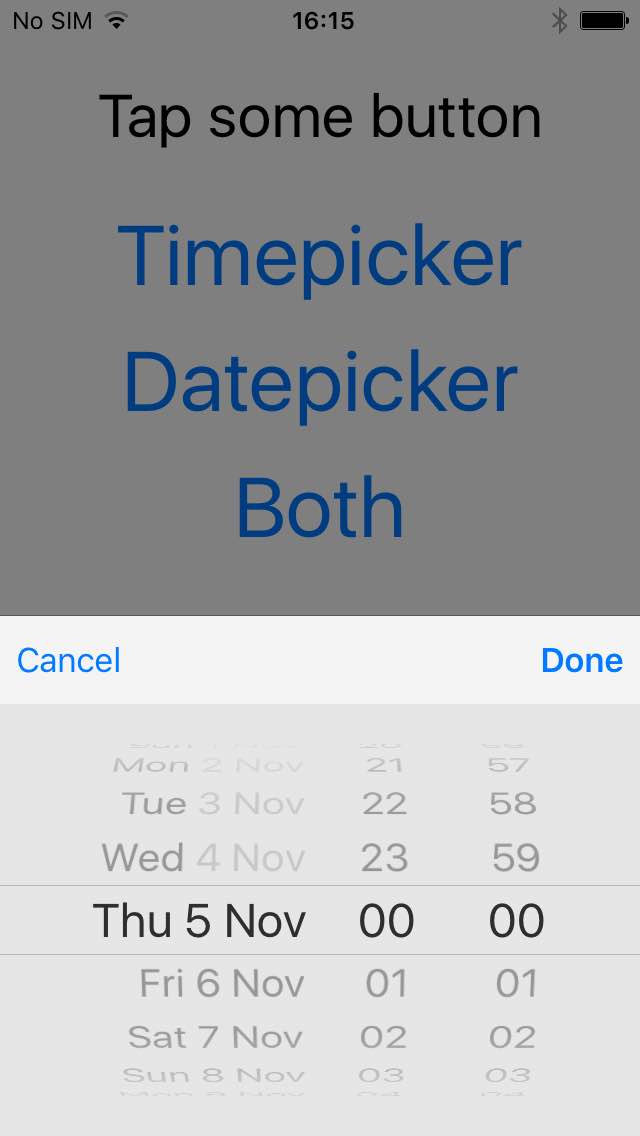 No SIM 16:15
Tap some button
Timepicker
Datepicker
Both
Cancel Done
Mon 2 Nov 21 57
Tue 3 Nov 22 58
Wed 4 Nov 23 59
Thu 5 Nov 00 00
Fri 6 Nov 01 01
Sat 7 Nov 02 02
Sun 8 Nov 03 03